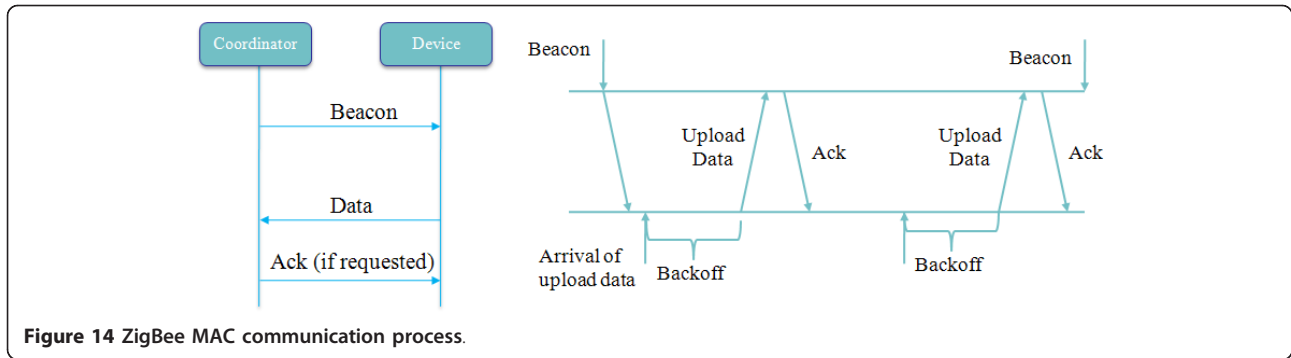 Coordinator
Device
Beacon
Data
Ack (if requested)
Beacon
Beacon
Upload
Data
Ack
Upload
Data
Ack
Arrival of
upload data
Backoff
Backoff
Figure 14 ZigBee MAC communication process.